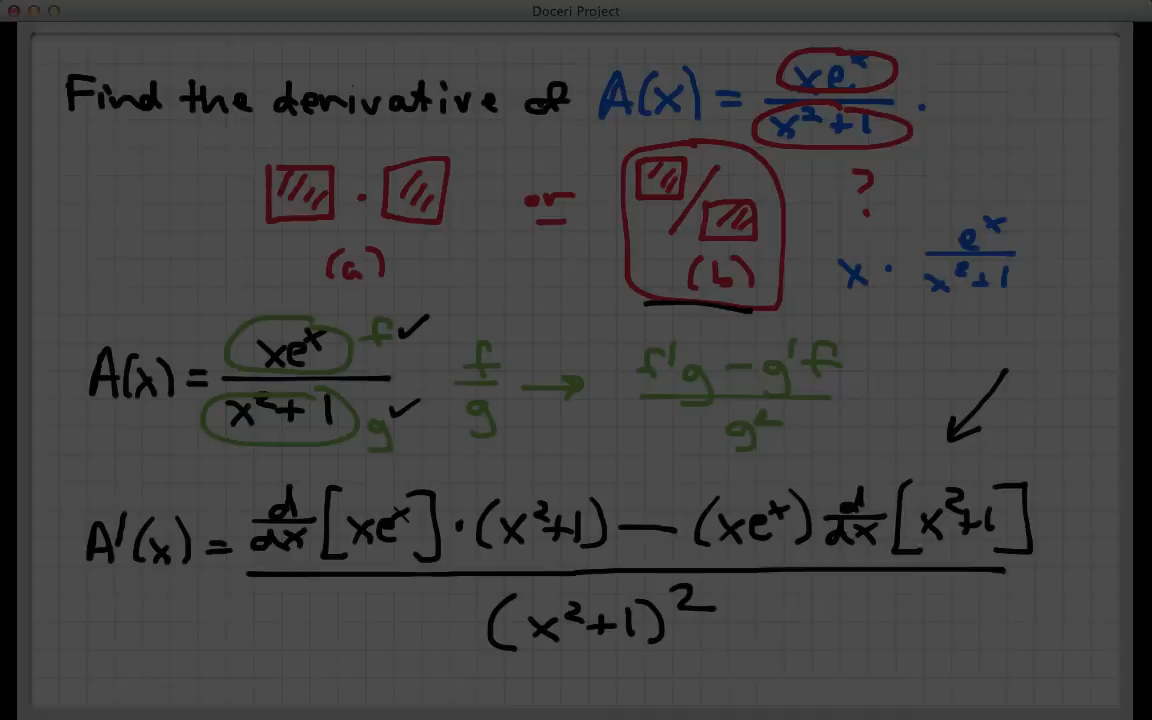 Doceri Project
Find the derivative of A(x) = xe^x / x^2+1 .
· or / ?
(a) (b) x · e^x / x^2+1
A(x) = xe^x / x^2+1 f ✓ g ✓ f/g → f'g - g'f / g^2
A'(x) = d/dx [xe^x] · (x^2+1) — (xe^x) d/dx [x^2+1] / (x^2+1)^2